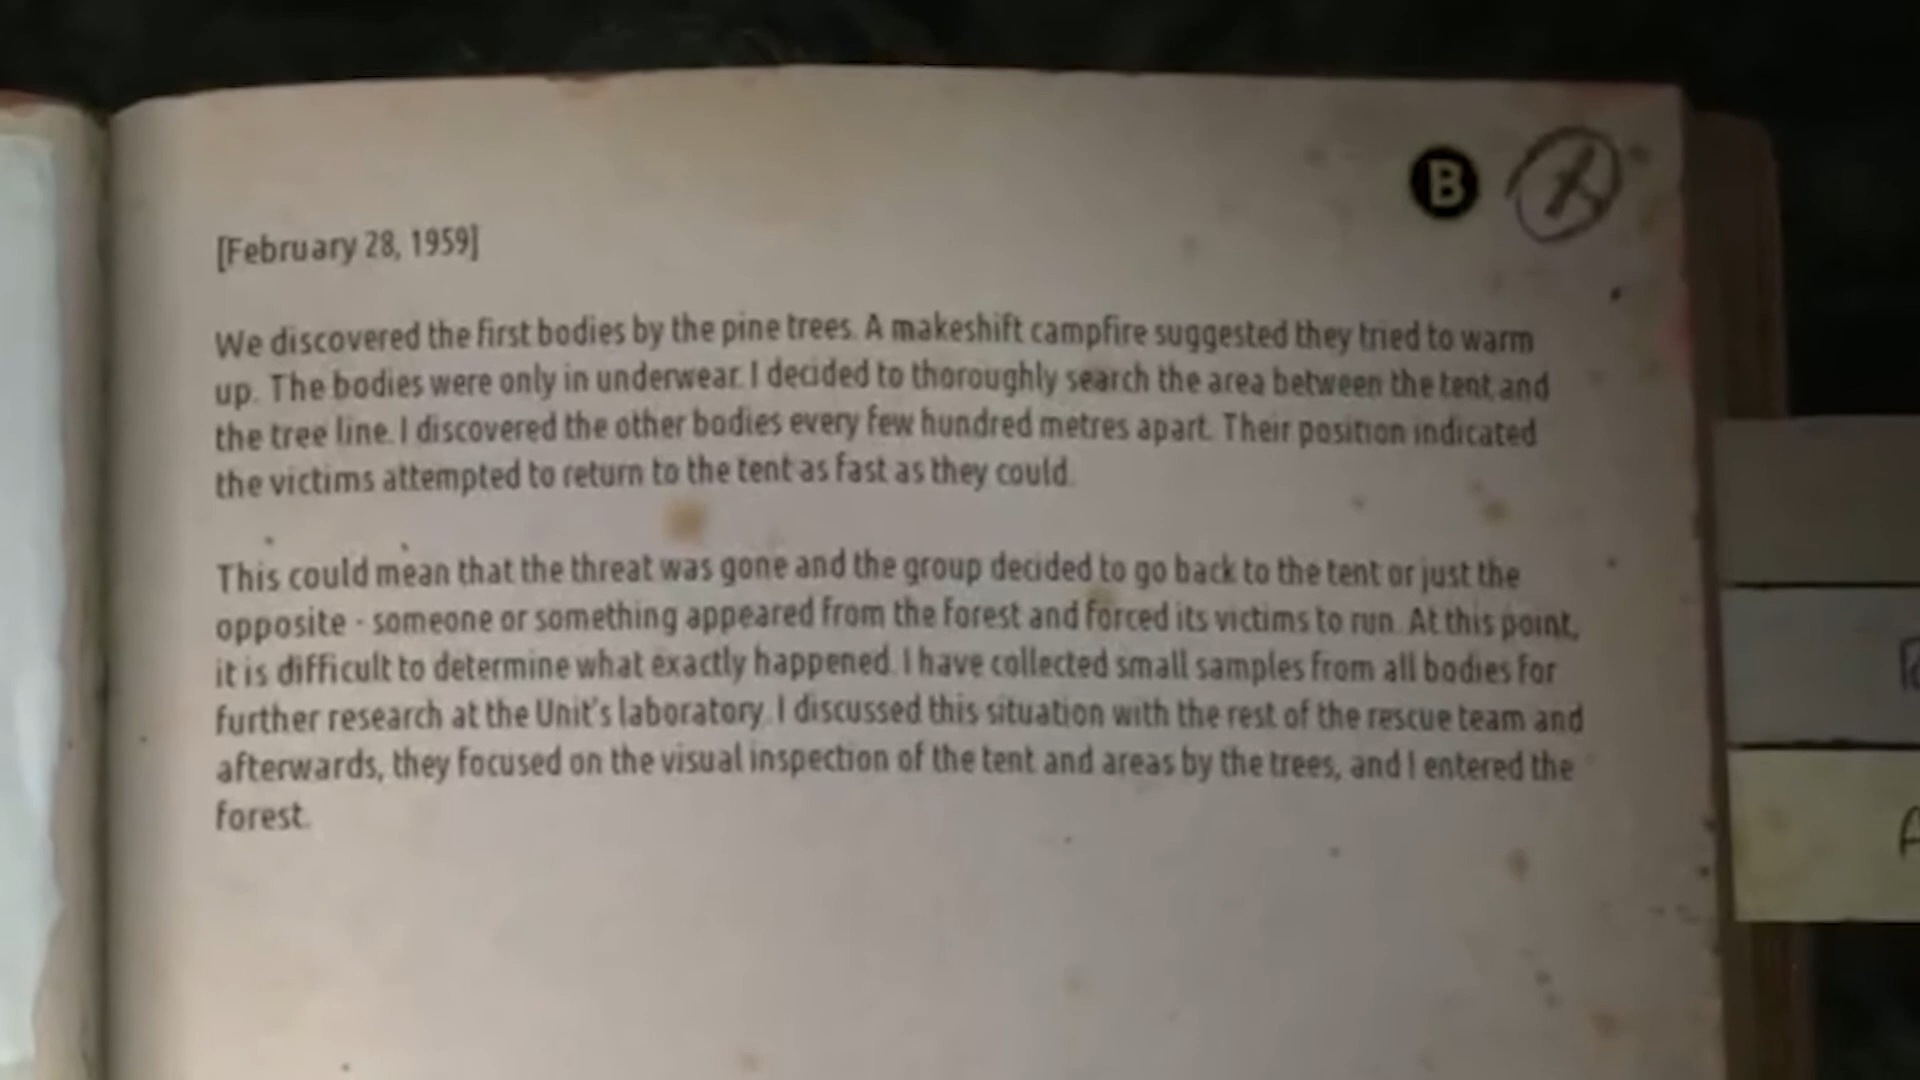 B
[February 28, 1959]
We discovered the first bodies by the pine trees. A makeshift campfire suggested they tried to warm
up. The bodies were only in underwear. I decided to thoroughly search the area between the tent and
the tree line. I discovered the other bodies every few hundred metres apart. Their position indicated
the victims attempted to return to the tent as fast as they could.
This could mean that the threat was gone and the group decided to go back to the tent or just the
opposite - someone or something appeared from the forest and forced its victims to run. At this point,
it is difficult to determine what exactly happened. I have collected small samples from all bodies for
further research at the Unit's laboratory. I discussed this situation with the rest of the rescue team and
afterwards, they focused on the visual inspection of the tent and areas by the trees, and I entered the
forest.